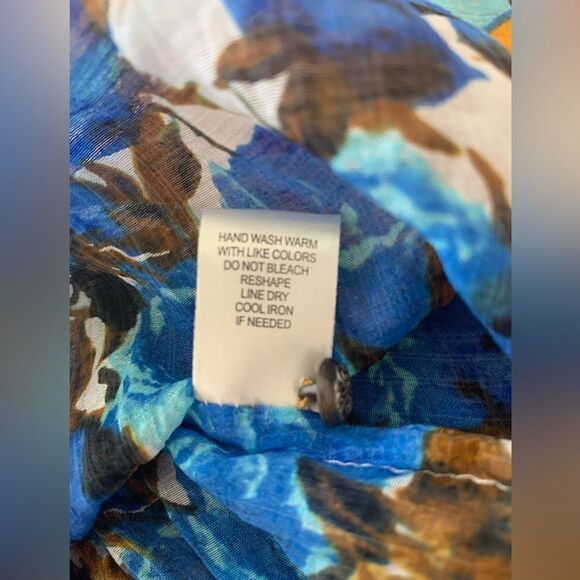 HAND WASH WARM
WITH LIKE COLORS
DO NOT BLEACH
RESHAPE
LINE DRY
COOL IRON
IF NEEDED